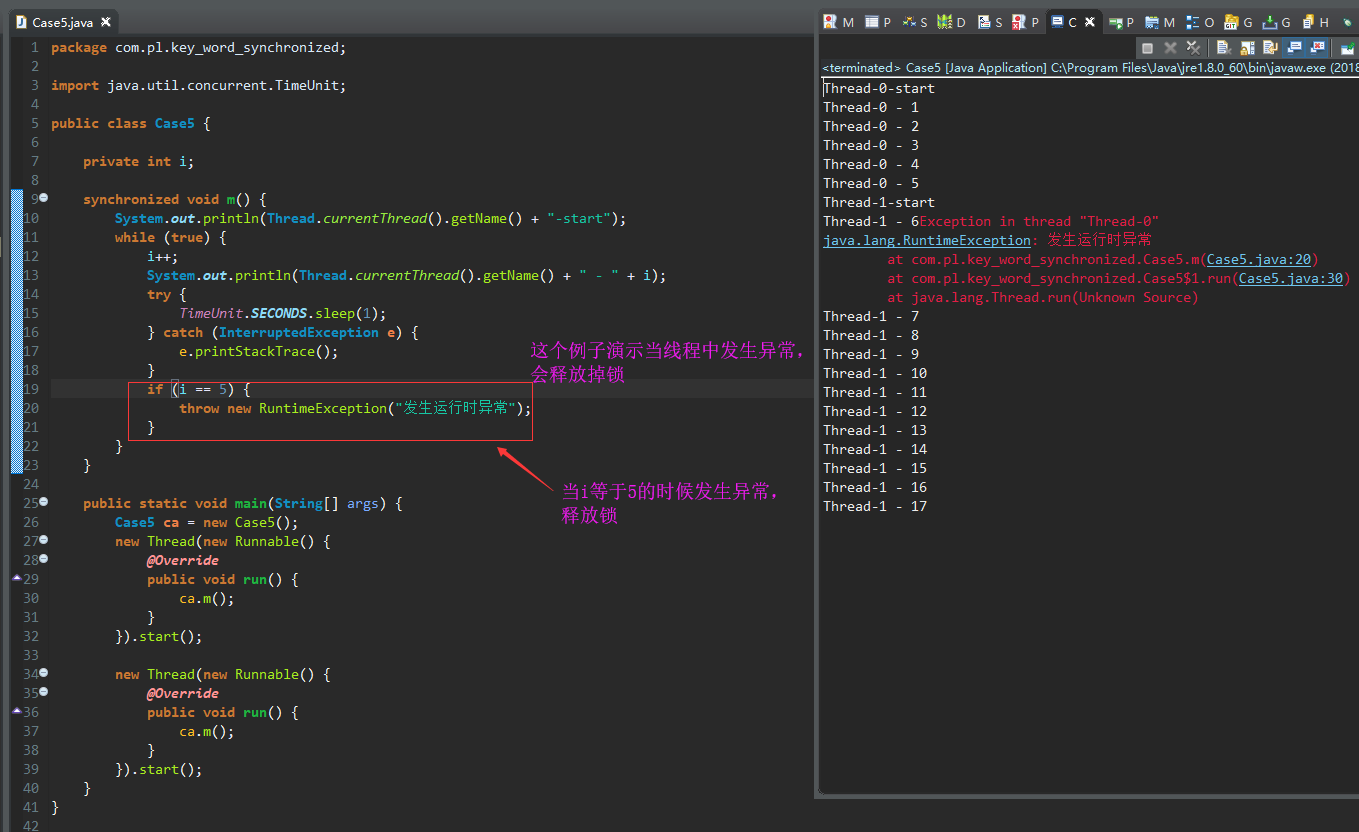 Case5.java
1 package com.pl.key_word_synchronized;
2
3 import java.util.concurrent.TimeUnit;
4
5 public class Case5 {
6
7 private int i;
8
9 synchronized void m() {
10 System.out.println(Thread.currentThread().getName() + "-start");
11 while (true) {
12 i++;
13 System.out.println(Thread.currentThread().getName() + " - " + i);
14 try {
15 TimeUnit.SECONDS.sleep(1);
16 } catch (InterruptedException e) {
17 e.printStackTrace();
18 }
19 if (i == 5) {
20 throw new RuntimeException("发生运行时异常");
21 }
22 }
23 }
24
25 public static void main(String[] args) {
26 Case5 ca = new Case5();
27 new Thread(new Runnable() {
28 @Override
29 public void run() {
30 ca.m();
31 }
32 }).start();
33
34 new Thread(new Runnable() {
35 @Override
36 public void run() {
37 ca.m();
38 }
39 }).start();
40 }
41 }
42
这个例子演示当线程中发生异常，
会释放掉锁
当i等于5的时候发生异常，
释放锁
M P S D S P C P M O G G H
<terminated> Case5 [Java Application] C:\Program Files\Java\jre1.8.0_60\bin\javaw.exe (2018
Thread-0-start
Thread-0 - 1
Thread-0 - 2
Thread-0 - 3
Thread-0 - 4
Thread-0 - 5
Thread-1-start
Thread-1 - 6Exception in thread "Thread-0"
java.lang.RuntimeException: 发生运行时异常
at com.pl.key_word_synchronized.Case5.m(Case5.java:20)
at com.pl.key_word_synchronized.Case5$1.run(Case5.java:30)
at java.lang.Thread.run(Unknown Source)
Thread-1 - 7
Thread-1 - 8
Thread-1 - 9
Thread-1 - 10
Thread-1 - 11
Thread-1 - 12
Thread-1 - 13
Thread-1 - 14
Thread-1 - 15
Thread-1 - 16
Thread-1 - 17